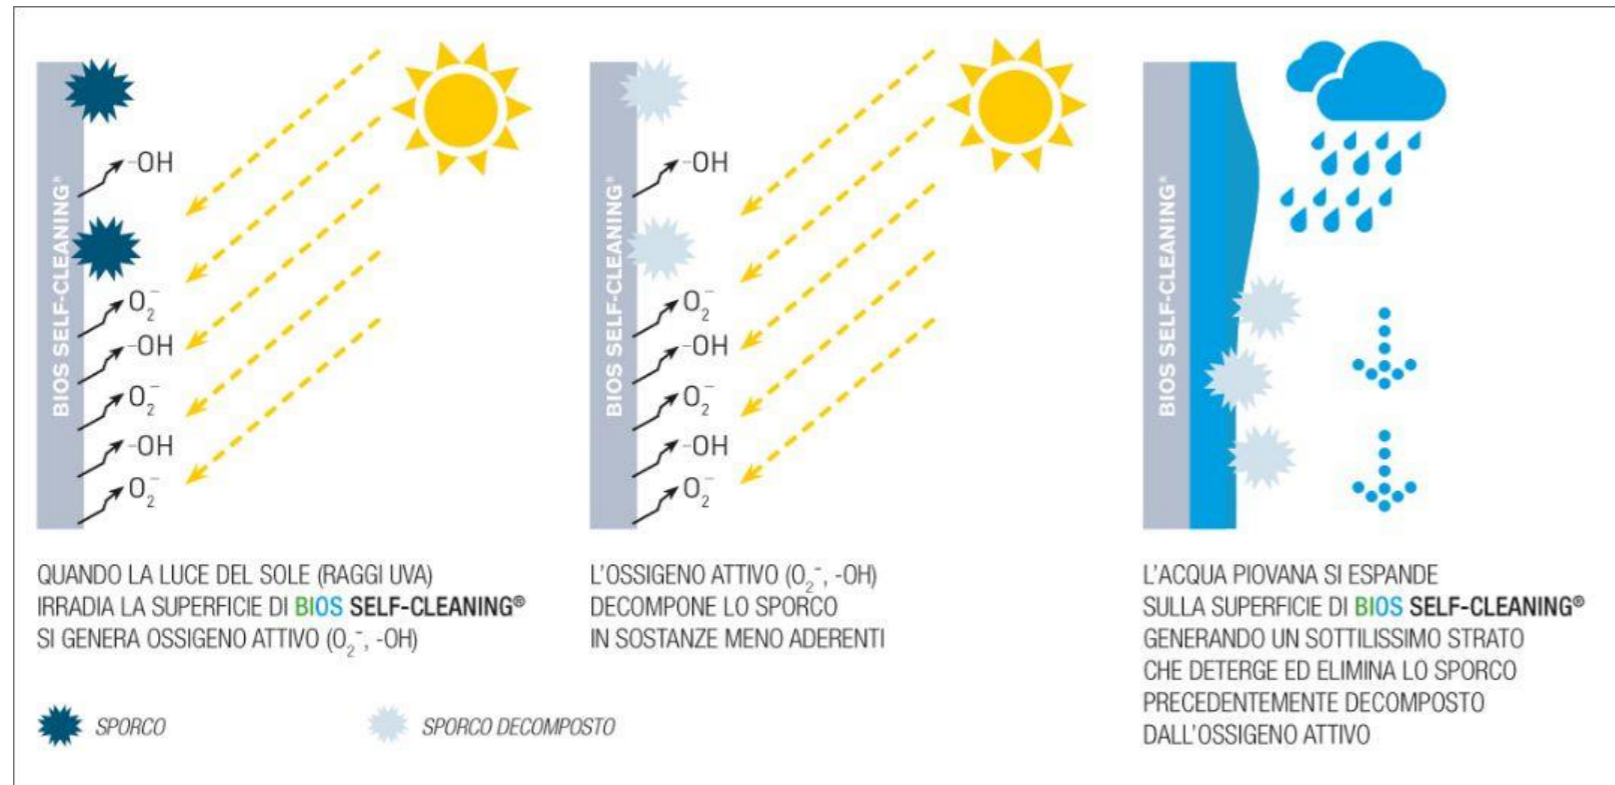 BIOS SELF-CLEANING®
-OH
O₂⁻
-OH
O₂⁻
-OH
O₂⁻
QUANDO LA LUCE DEL SOLE (RAGGI UVA)
IRRADIA LA SUPERFICIE DI BIOS SELF-CLEANING®
SI GENERA OSSIGENO ATTIVO (O₂⁻, -OH)
BIOS SELF-CLEANING®
-OH
O₂⁻
-OH
O₂⁻
-OH
O₂⁻
L'OSSIGENO ATTIVO (O₂⁻, -OH)
DECOMPONE LO SPORCO
IN SOSTANZE MENO ADERENTI
BIOS SELF-CLEANING®
L'ACQUA PIOVANA SI ESPANDE
SULLA SUPERFICIE DI BIOS SELF-CLEANING®
GENERANDO UN SOTTILISSIMO STRATO
CHE DETERGE ED ELIMINA LO SPORCO
PRECEDENTEMENTE DECOMPOSTO
DALL'OSSIGENO ATTIVO
SPORCO
SPORCO DECOMPOSTO